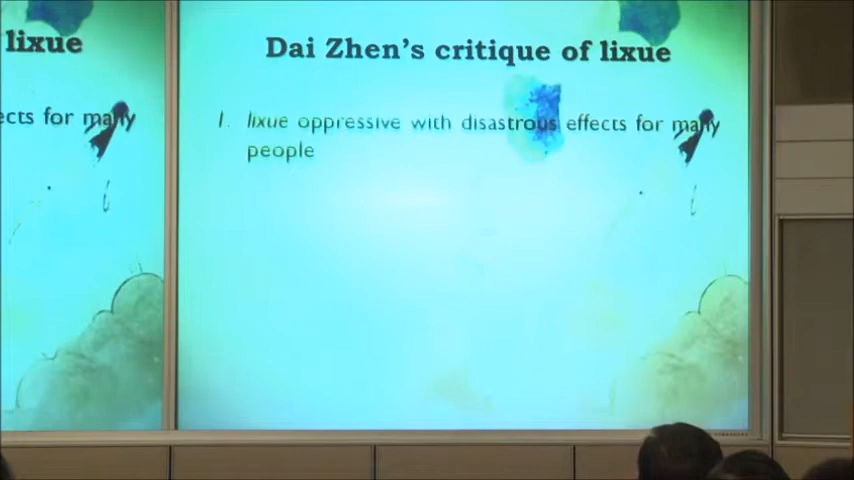 lixue
ects for many
Dai Zhen's critique of lixue
1. lixue oppressive with disastrous effects for many
people